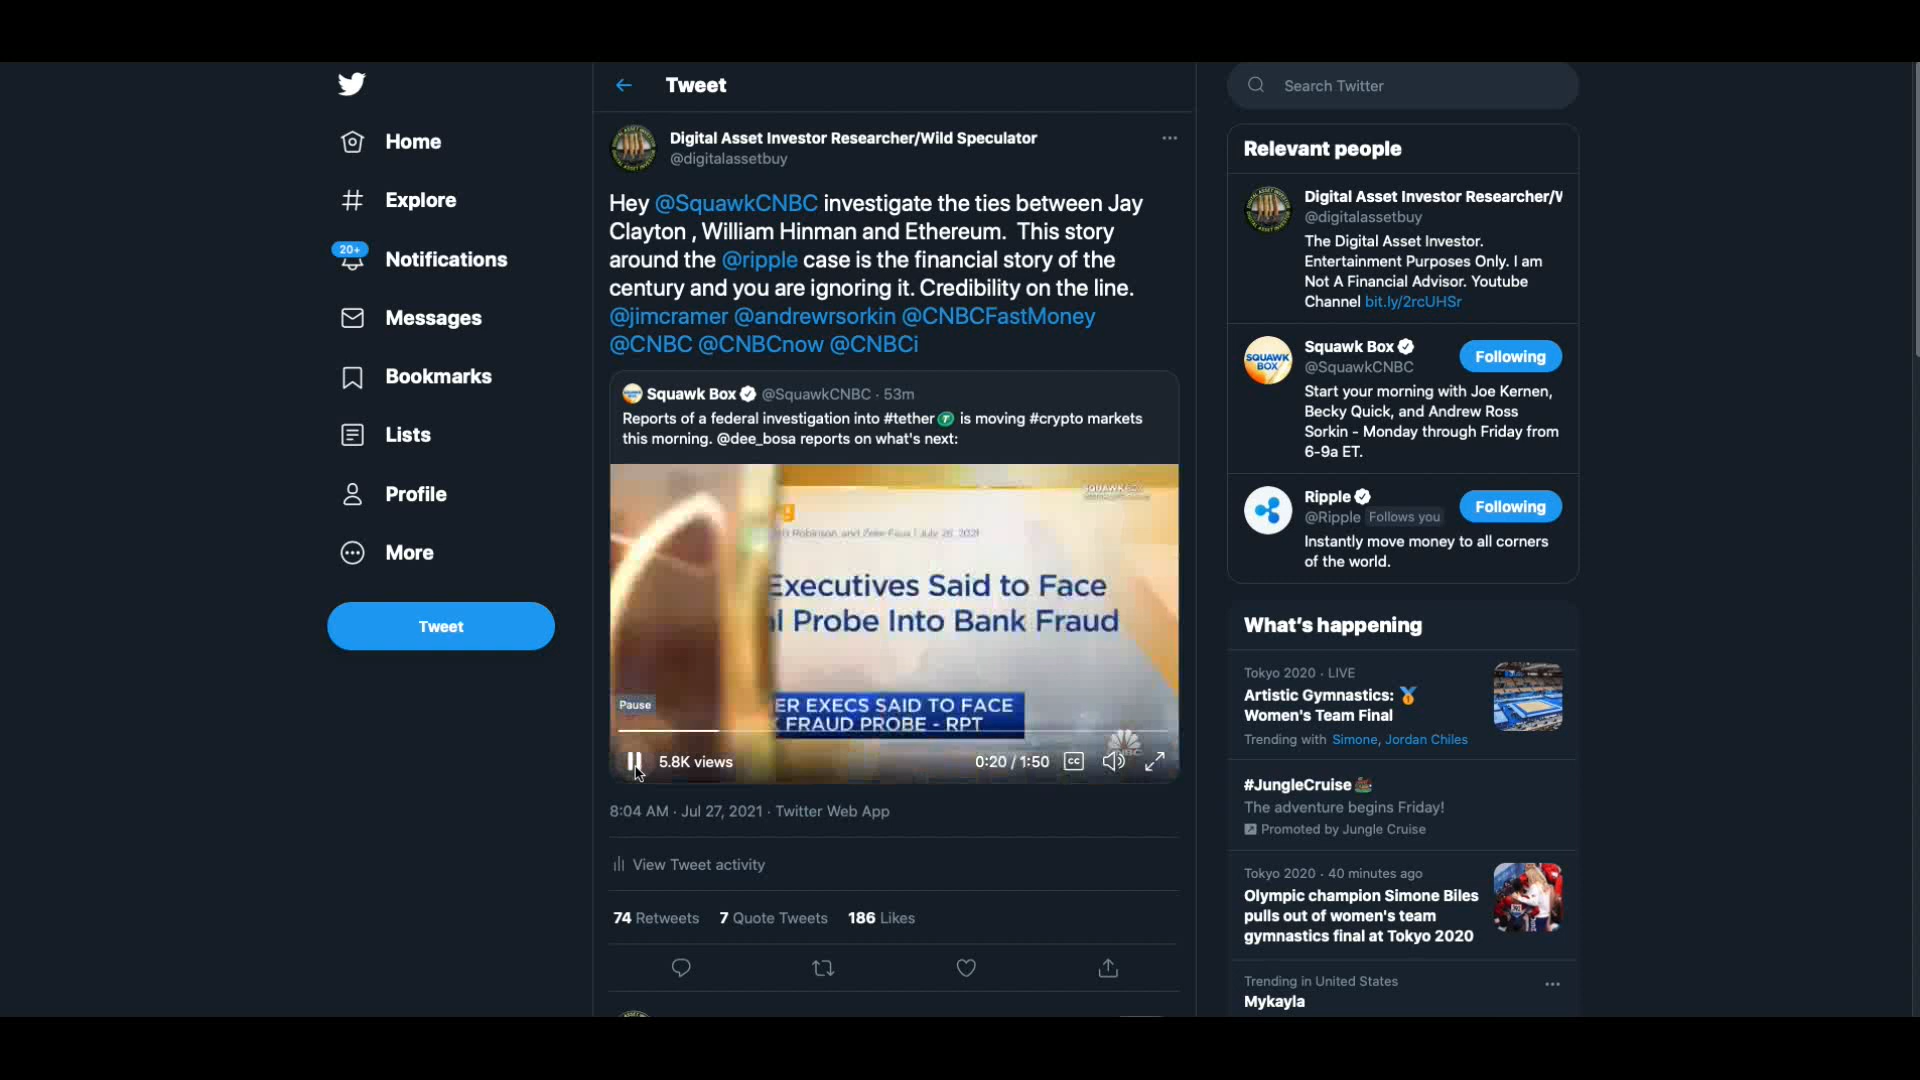 Home
Explore
20+
Notifications
Messages
Bookmarks
Lists
Profile
More
Tweet
Tweet
Digital Asset Investor Researcher/Wild Speculator
@digitalassetbuy
Hey @SquawkCNBC investigate the ties between Jay
Clayton , William Hinman and Ethereum. This story
around the @ripple case is the financial story of the
century and you are ignoring it. Credibility on the line.
@jimcramer @andrewrsorkin @CNBCFastMoney
@CNBC @CNBCnow @CNBCi
Squawk Box @SquawkCNBC · 53m
Reports of a federal investigation into #tether is moving #crypto markets
this morning. @dee_bosa reports on what's next:
Robinson and Zeke Faux | July 26, 2021
Executives Said to Face
Probe Into Bank Fraud
ER EXECS SAID TO FACE
FRAUD PROBE - RPT
Pause
5.8K views
0:20 / 1:50
CC
8:04 AM · Jul 27, 2021 · Twitter Web App
View Tweet activity
74 Retweets 7 Quote Tweets 186 Likes
Search Twitter
Relevant people
Digital Asset Investor Researcher/W
@digitalassetbuy
The Digital Asset Investor.
Entertainment Purposes Only. I am
Not A Financial Advisor. Youtube
Channel bit.ly/2rcUHSr
SQUAWK
BOX
Squawk Box
@SquawkCNBC
Following
Start your morning with Joe Kernen,
Becky Quick, and Andrew Ross
Sorkin - Monday through Friday from
6-9a ET.
Ripple
@Ripple Follows you
Following
Instantly move money to all corners
of the world.
What's happening
Tokyo 2020 · LIVE
Artistic Gymnastics:
Women's Team Final
Trending with Simone, Jordan Chiles
#JungleCruise
The adventure begins Friday!
Promoted by Jungle Cruise
Tokyo 2020 · 40 minutes ago
Olympic champion Simone Biles
pulls out of women's team
gymnastics final at Tokyo 2020
Trending in United States
Mykayla